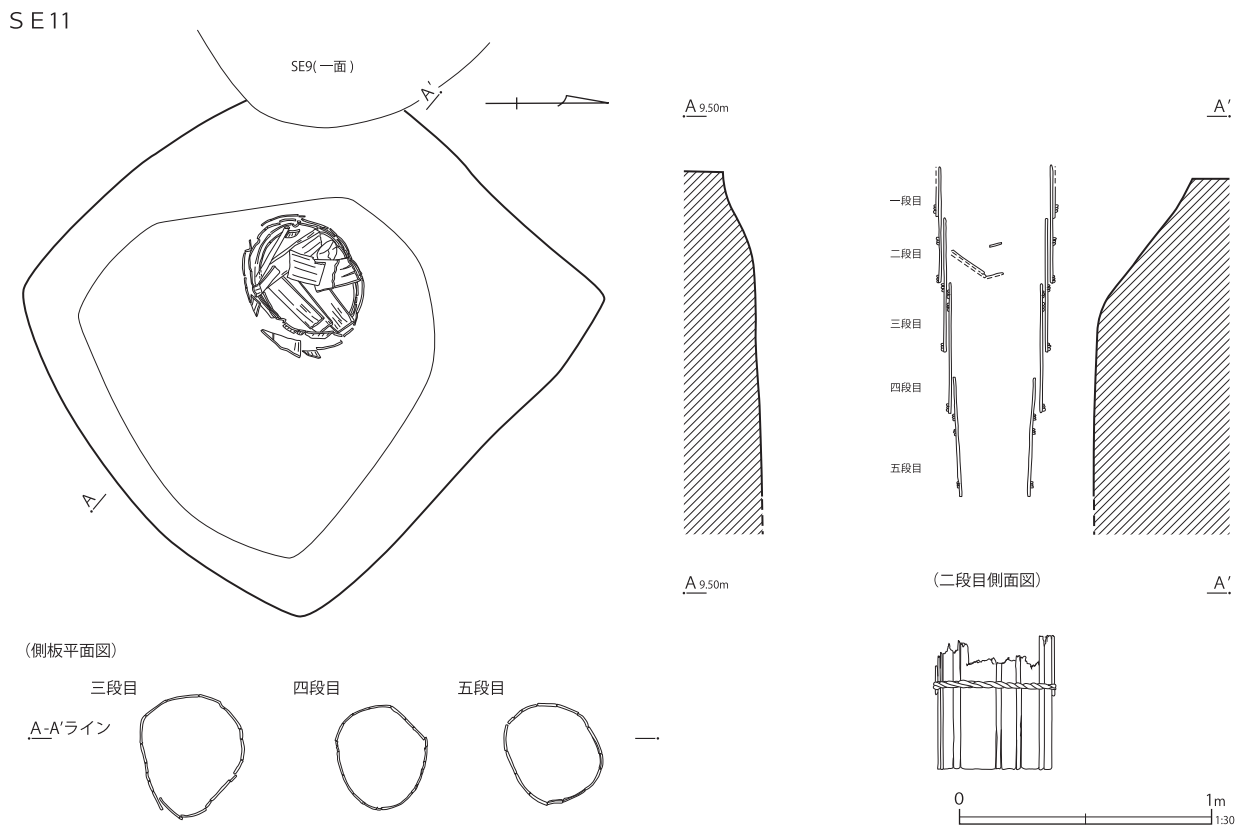 SE11
SE9(一面)
A'
A
A 9.50m
A'
一段目
二段目
三段目
四段目
五段目
A 9.50m
A'
（二段目側面図）
（側板平面図）
三段目
四段目
五段目
A-A'ライン
0
1m
1:30